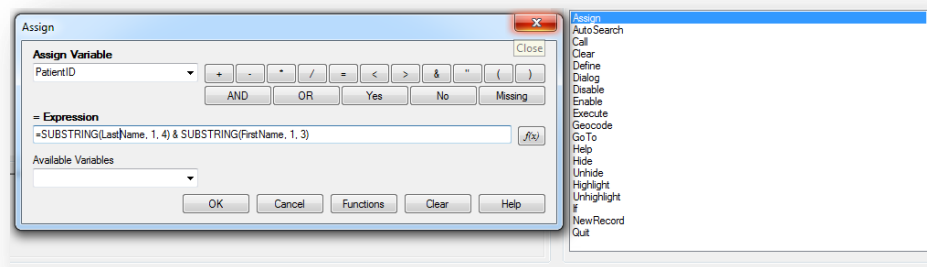 Assign
Close
Assign Variable
PatientID
+ - * / = < > & " ( )
AND OR Yes No Missing
= Expression
=SUBSTRING(LastName, 1, 4) & SUBSTRING(FirstName, 1, 3)
f(x)
Available Variables
OK Cancel Functions Clear Help
Assign
AutoSearch
Call
Clear
Define
Dialog
Disable
Enable
Execute
Geocode
GoTo
Help
Hide
Unhide
Highlight
Unhighlight
If
NewRecord
Quit